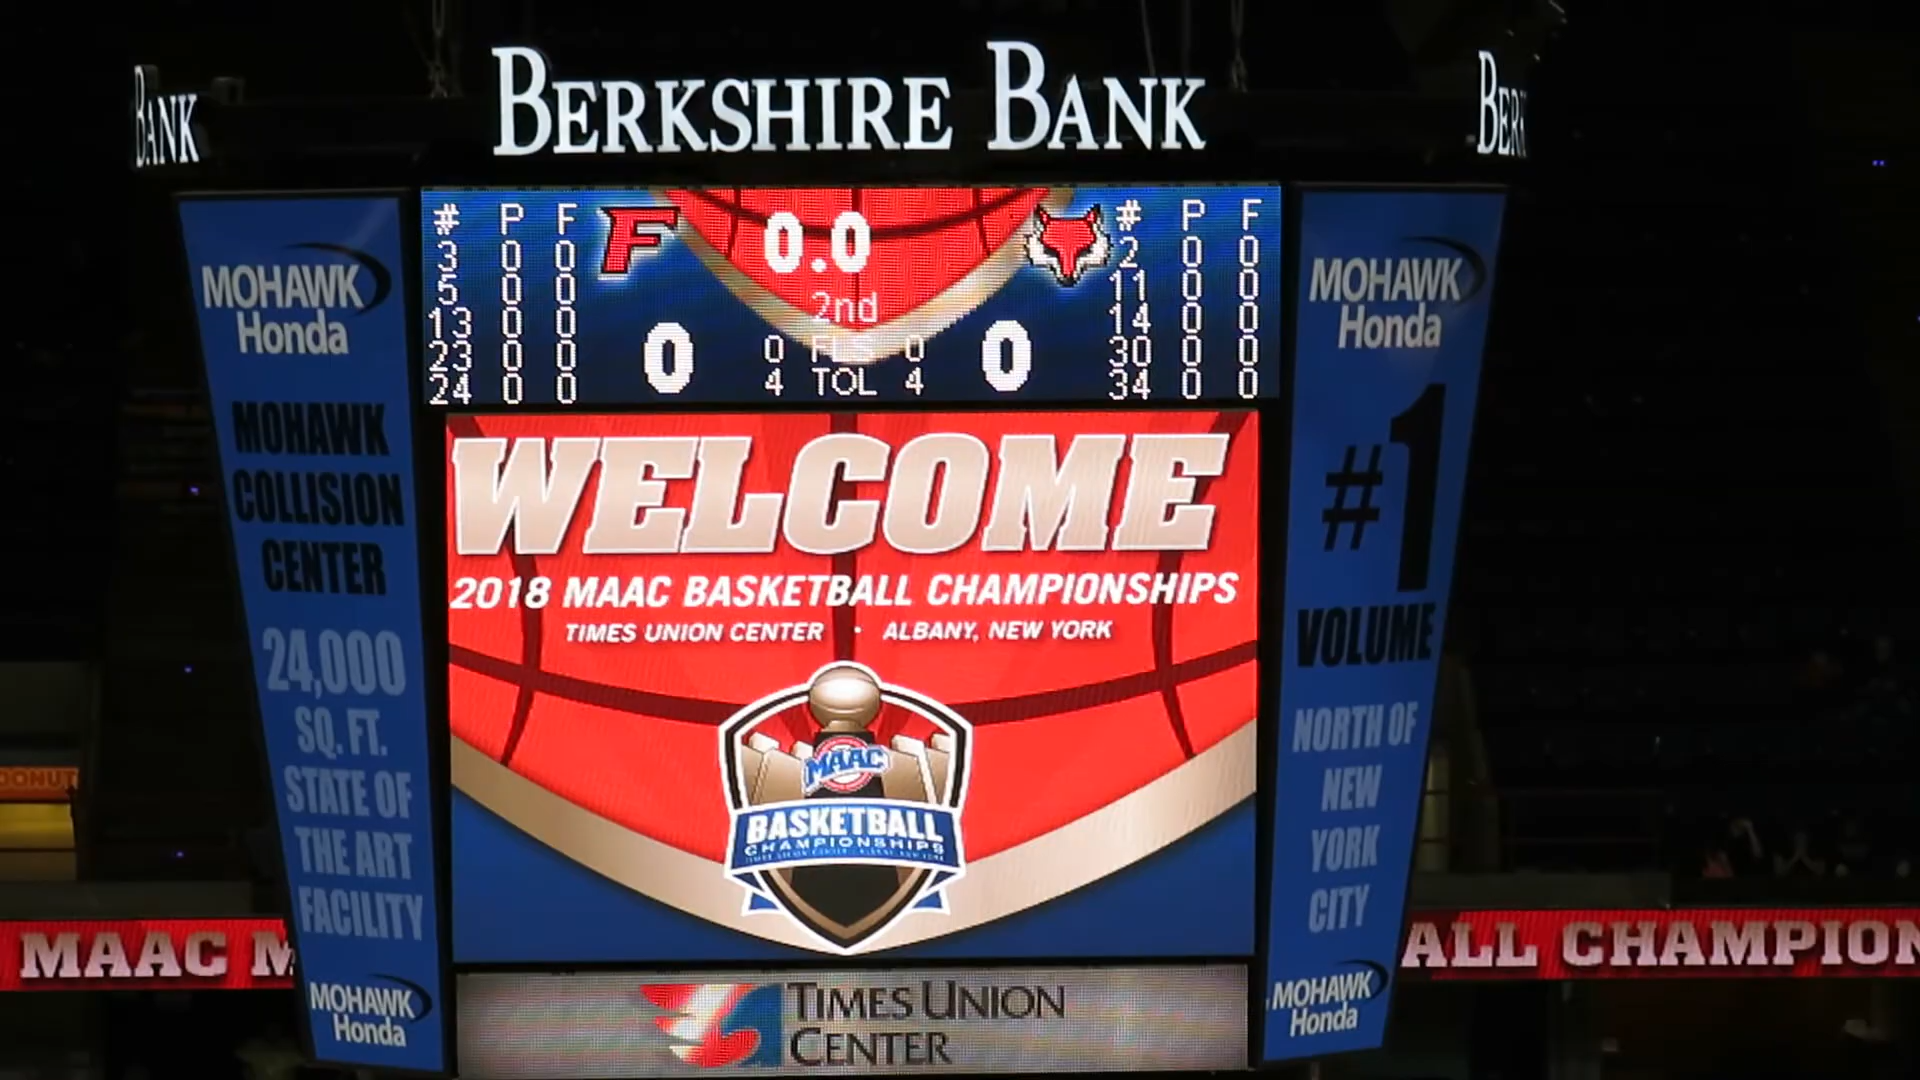 BERKSHIRE BANK
BANK
BER
# P F
3 0 0
5 0 0
13 0 0
23 0 0
24 0 0
F
0.0
2nd
0 0
0 FLS 0
4 TOL 4
# P F
2 0 0
11 0 0
14 0 0
30 0 0
34 0 0
MOHAWK
Honda
MOHAWK
COLLISION
CENTER
24,000
SQ. FT.
STATE OF
THE ART
FACILITY
MOHAWK
Honda
WELCOME
2018 MAAC BASKETBALL CHAMPIONSHIPS
TIMES UNION CENTER · ALBANY, NEW YORK
MAAC
BASKETBALL
CHAMPIONSHIPS
TIMES UNION
CENTER
MOHAWK
Honda
#1
VOLUME
NORTH OF
NEW
YORK
CITY
MOHAWK
Honda
DONUT
MAAC M
ALL CHAMPION